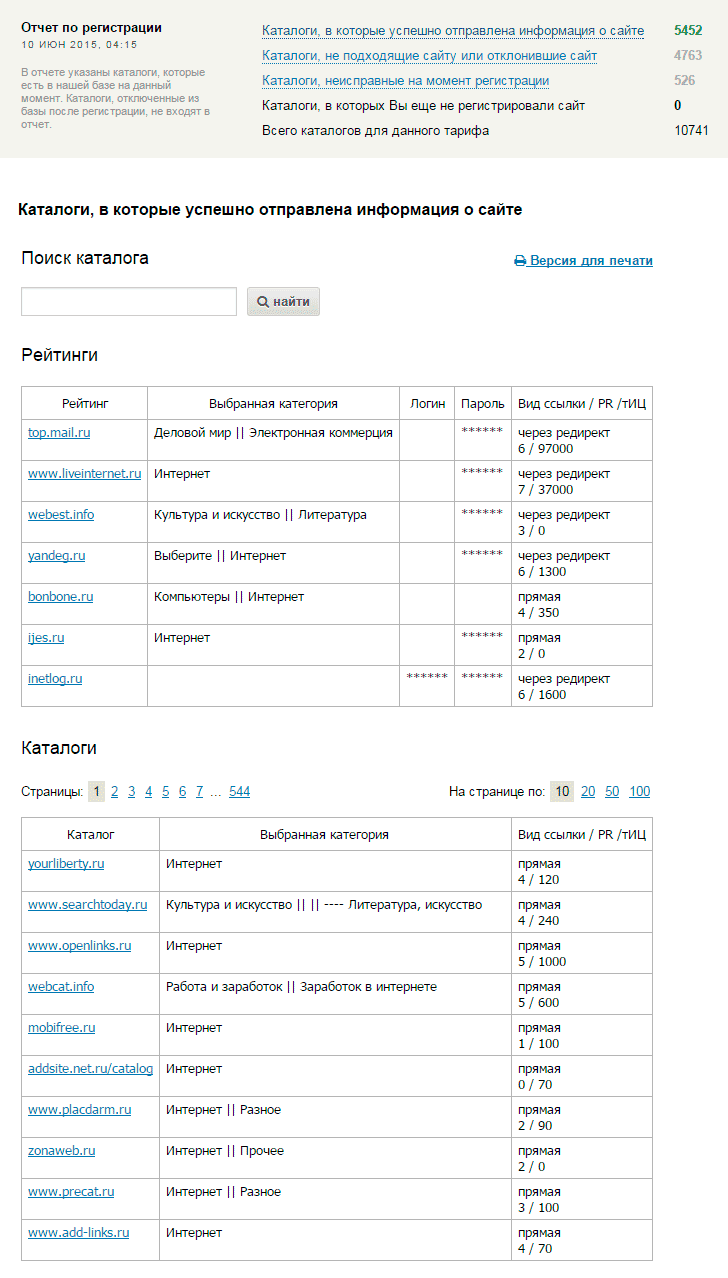 Отчет по регистрации
10 ИЮН 2015, 04:15
В отчете указаны каталоги, которые
есть в нашей базе на данный
момент. Каталоги, отключенные из
базы после регистрации, не входят в
отчет.
Каталоги, в которые успешно отправлена информация о сайте 5452
Каталоги, не подходящие сайту или отклонившие сайт 4763
Каталоги, неисправные на момент регистрации 526
Каталоги, в которых Вы еще не регистрировали сайт 0
Всего каталогов для данного тарифа 10741
Каталоги, в которые успешно отправлена информация о сайте
Поиск каталога
Версия для печати
найти
Рейтинги
Рейтинг Выбранная категория Логин Пароль Вид ссылки / PR /тИЦ
top.mail.ru Деловой мир || Электронная коммерция ****** через редирект
6 / 97000
www.liveinternet.ru Интернет ****** через редирект
7 / 37000
webest.info Культура и искусство || Литература ****** через редирект
3 / 0
yandeg.ru Выберите || Интернет ****** через редирект
6 / 1300
bonbone.ru Компьютеры || Интернет прямая
4 / 350
ijes.ru Интернет ****** прямая
2 / 0
inetlog.ru ****** ****** через редирект
6 / 1600
Каталоги
Страницы: 1 2 3 4 5 6 7 ... 544 На странице по: 10 20 50 100
Каталог Выбранная категория Вид ссылки / PR /тИЦ
yourliberty.ru Интернет прямая
4 / 120
www.searchtoday.ru Культура и искусство || || ---- Литература, искусство прямая
4 / 240
www.openlinks.ru Интернет прямая
5 / 1000
webcat.info Работа и заработок || Заработок в интернете прямая
5 / 600
mobifree.ru Интернет прямая
1 / 100
addsite.net.ru/catalog Интернет прямая
0 / 70
www.placdarm.ru Интернет || Разное прямая
2 / 90
zonaweb.ru Интернет || Прочее прямая
2 / 0
www.precat.ru Интернет || Разное прямая
3 / 100
www.add-links.ru Интернет прямая
4 / 70